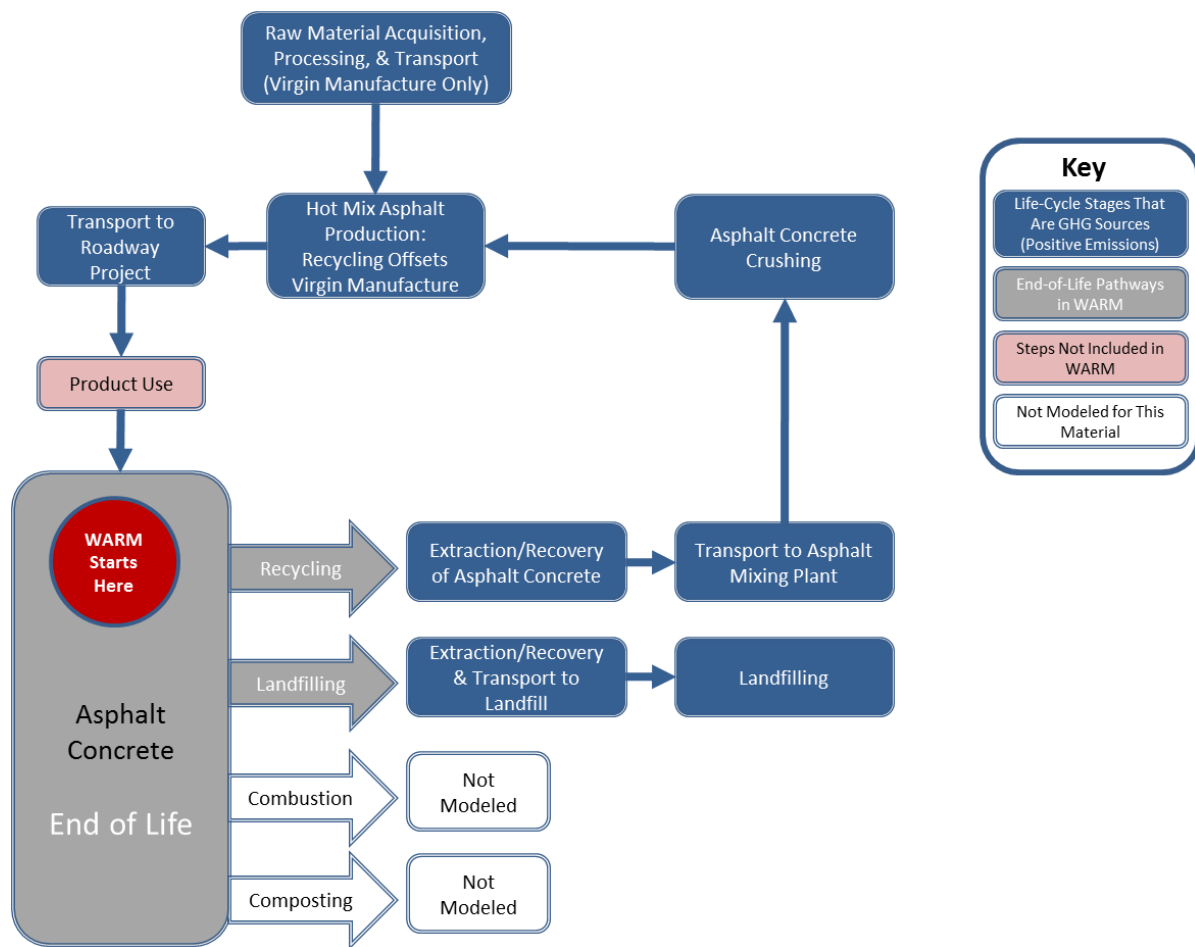 Raw Material Acquisition,
Processing, & Transport
(Virgin Manufacture Only)
Transport to
Roadway
Project
Hot Mix Asphalt
Production:
Recycling Offsets
Virgin Manufacture
Asphalt Concrete
Crushing
Product Use
WARM
Starts
Here
Asphalt
Concrete
End of Life
Recycling
Extraction/Recovery
of Asphalt Concrete
Transport to Asphalt
Mixing Plant
Landfilling
Extraction/Recovery
& Transport to
Landfill
Landfilling
Combustion
Not
Modeled
Composting
Not
Modeled
Key
Life-Cycle Stages That
Are GHG Sources
(Positive Emissions)
End-of-Life Pathways
in WARM
Steps Not Included in
WARM
Not Modeled for This
Material